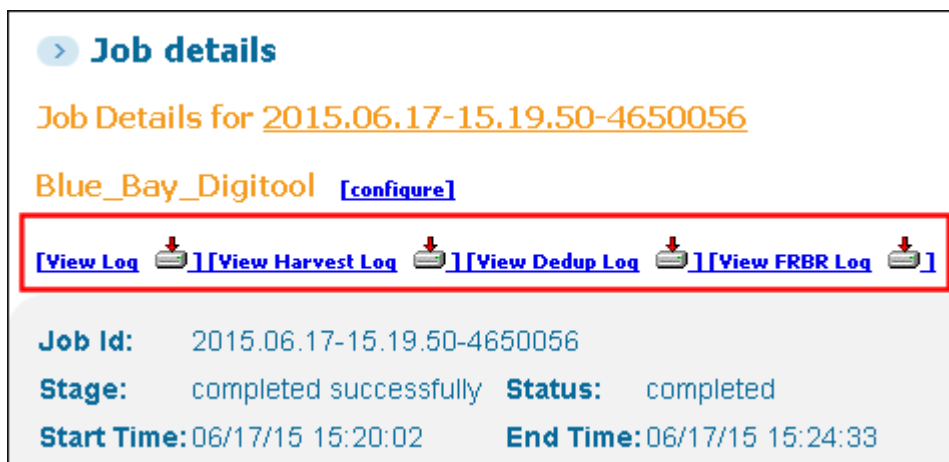 Job details
Job Details for 2015.06.17-15.19.50-4650056
Blue_Bay_Digitool [configure]
[View Log ] [View Harvest Log ] [View Dedup Log ] [View FRBR Log ]
Job Id: 2015.06.17-15.19.50-4650056
Stage: completed successfully Status: completed
Start Time: 06/17/15 15:20:02 End Time: 06/17/15 15:24:33